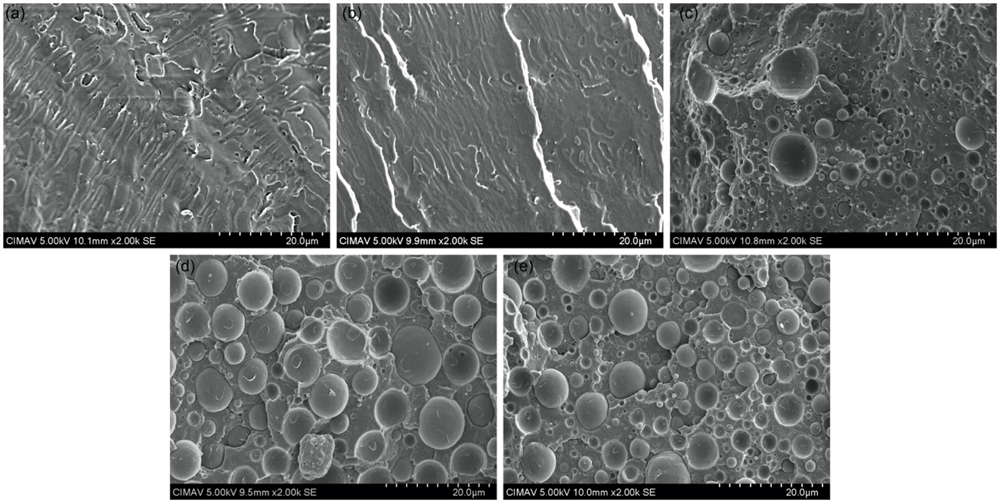 (a)
(b)
(c)
CIMAV 5.00kV 10.1mm x2.00k SE 20.0µm
CIMAV 5.00kV 9.9mm x2.00k SE 20.0µm
CIMAV 5.00kV 10.8mm x2.00k SE 20.0µm
(d)
(e)
CIMAV 5.00kV 9.5mm x2.00k SE 20.0µm
CIMAV 5.00kV 10.0mm x2.00k SE 20.0µm